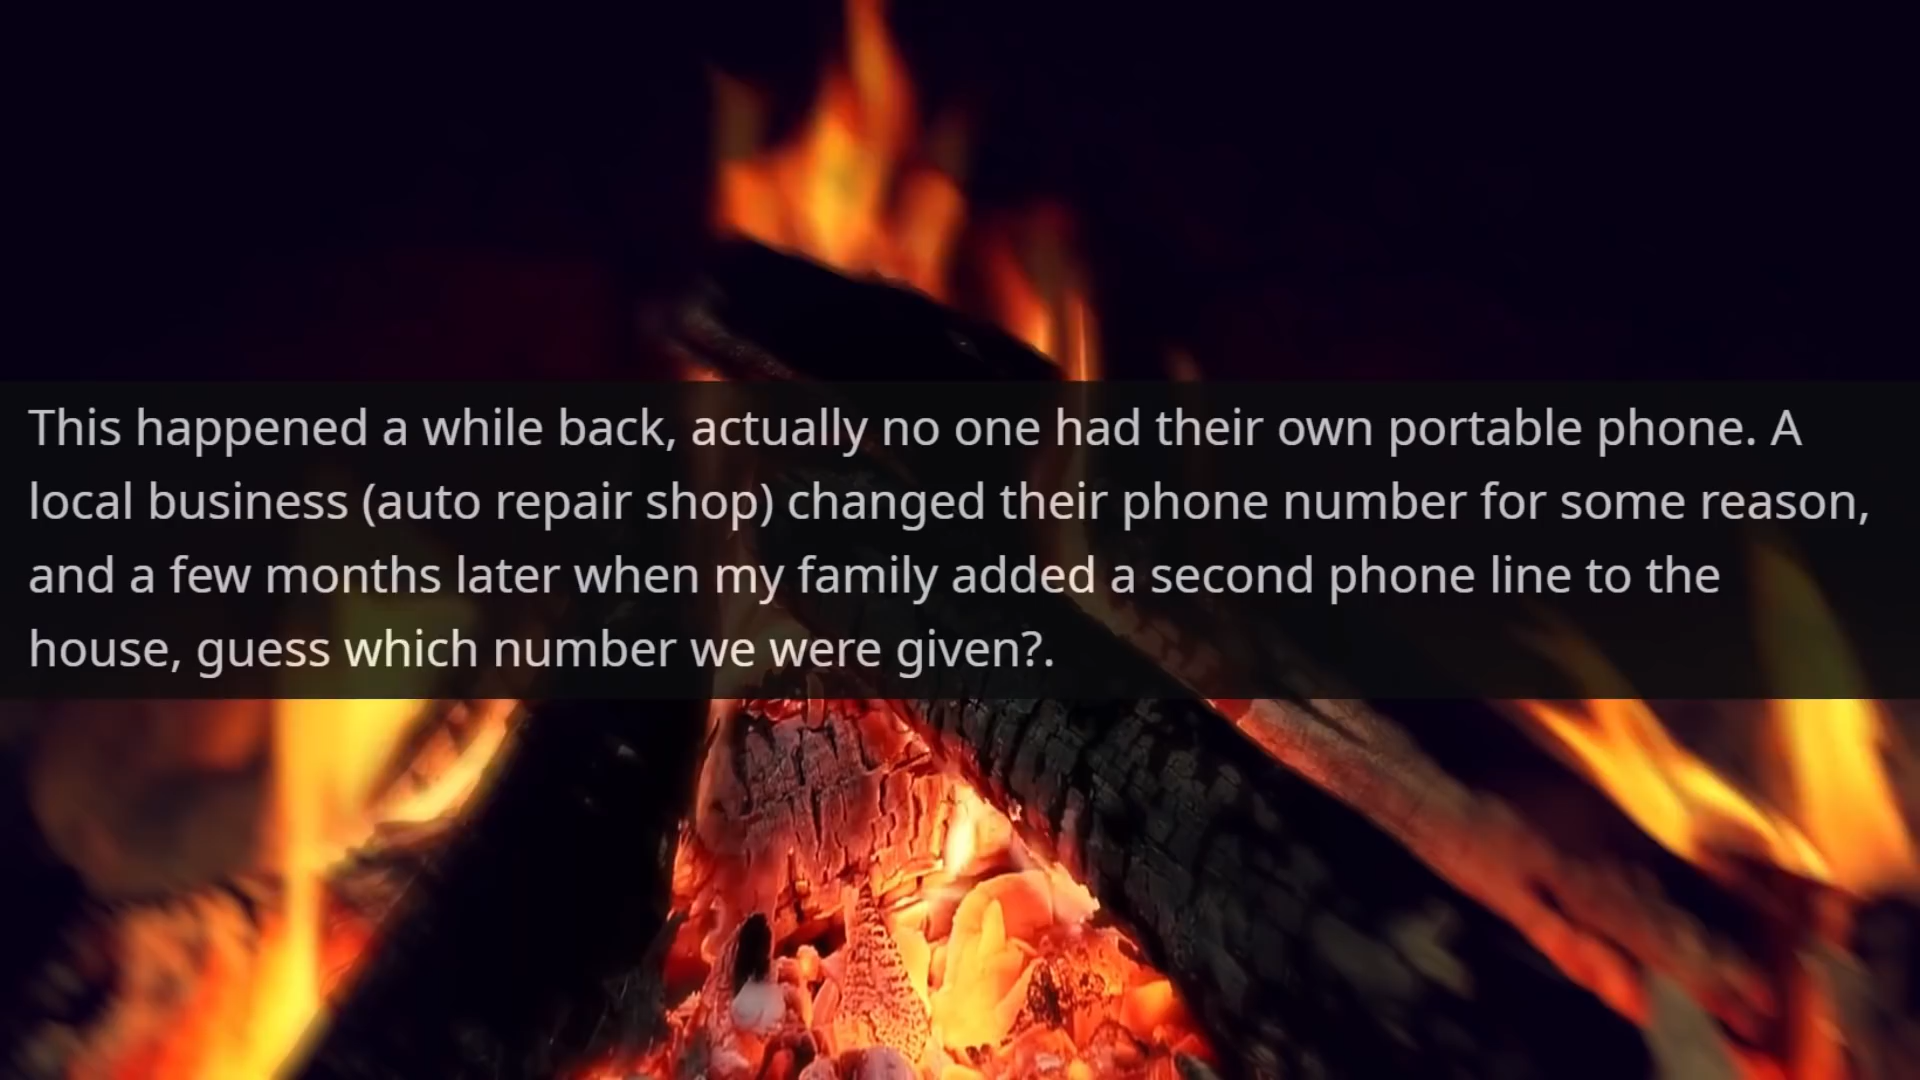 This happened a while back, actually no one had their own portable phone. A
local business (auto repair shop) changed their phone number for some reason,
and a few months later when my family added a second phone line to the
house, guess which number we were given?.